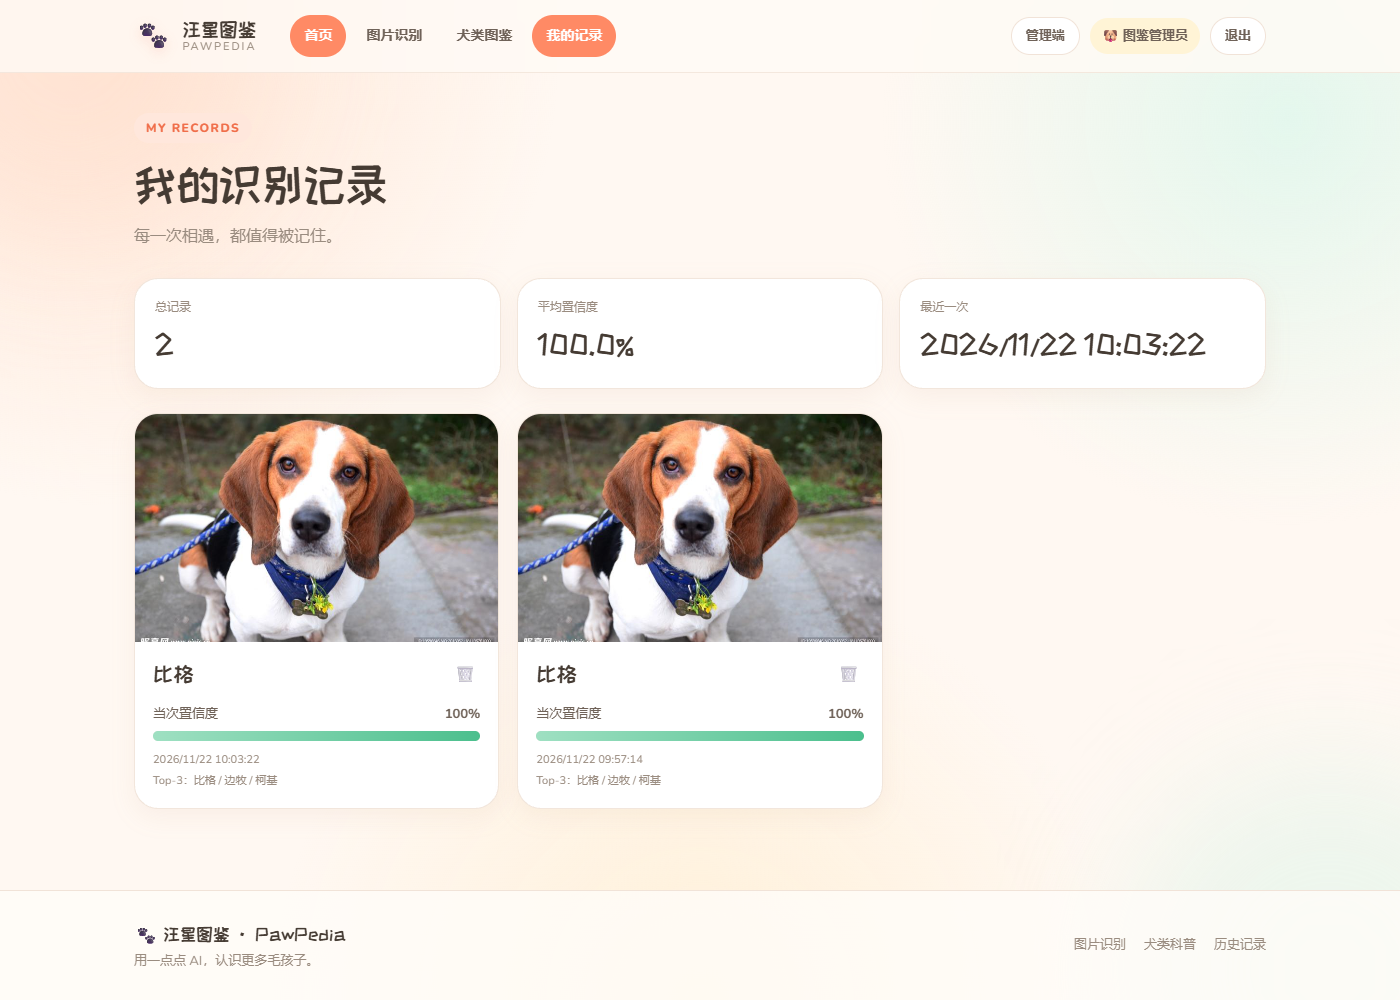 汪星图鉴
PAWPEDIA
首页
图片识别
犬类图鉴
我的记录
管理端
图鉴管理员
退出
MY RECORDS
我的识别记录
每一次相遇，都值得被记住。
总记录
2
平均置信度
100.0%
最近一次
2026/11/22 10:03:22
比格
当次置信度
100%
2026/11/22 10:03:22
Top-3：比格 / 边牧 / 柯基
比格
当次置信度
100%
2026/11/22 09:57:14
Top-3：比格 / 边牧 / 柯基
汪星图鉴 · PawPedia
用一点点 AI，认识更多毛孩子。
图片识别
犬类科普
历史记录